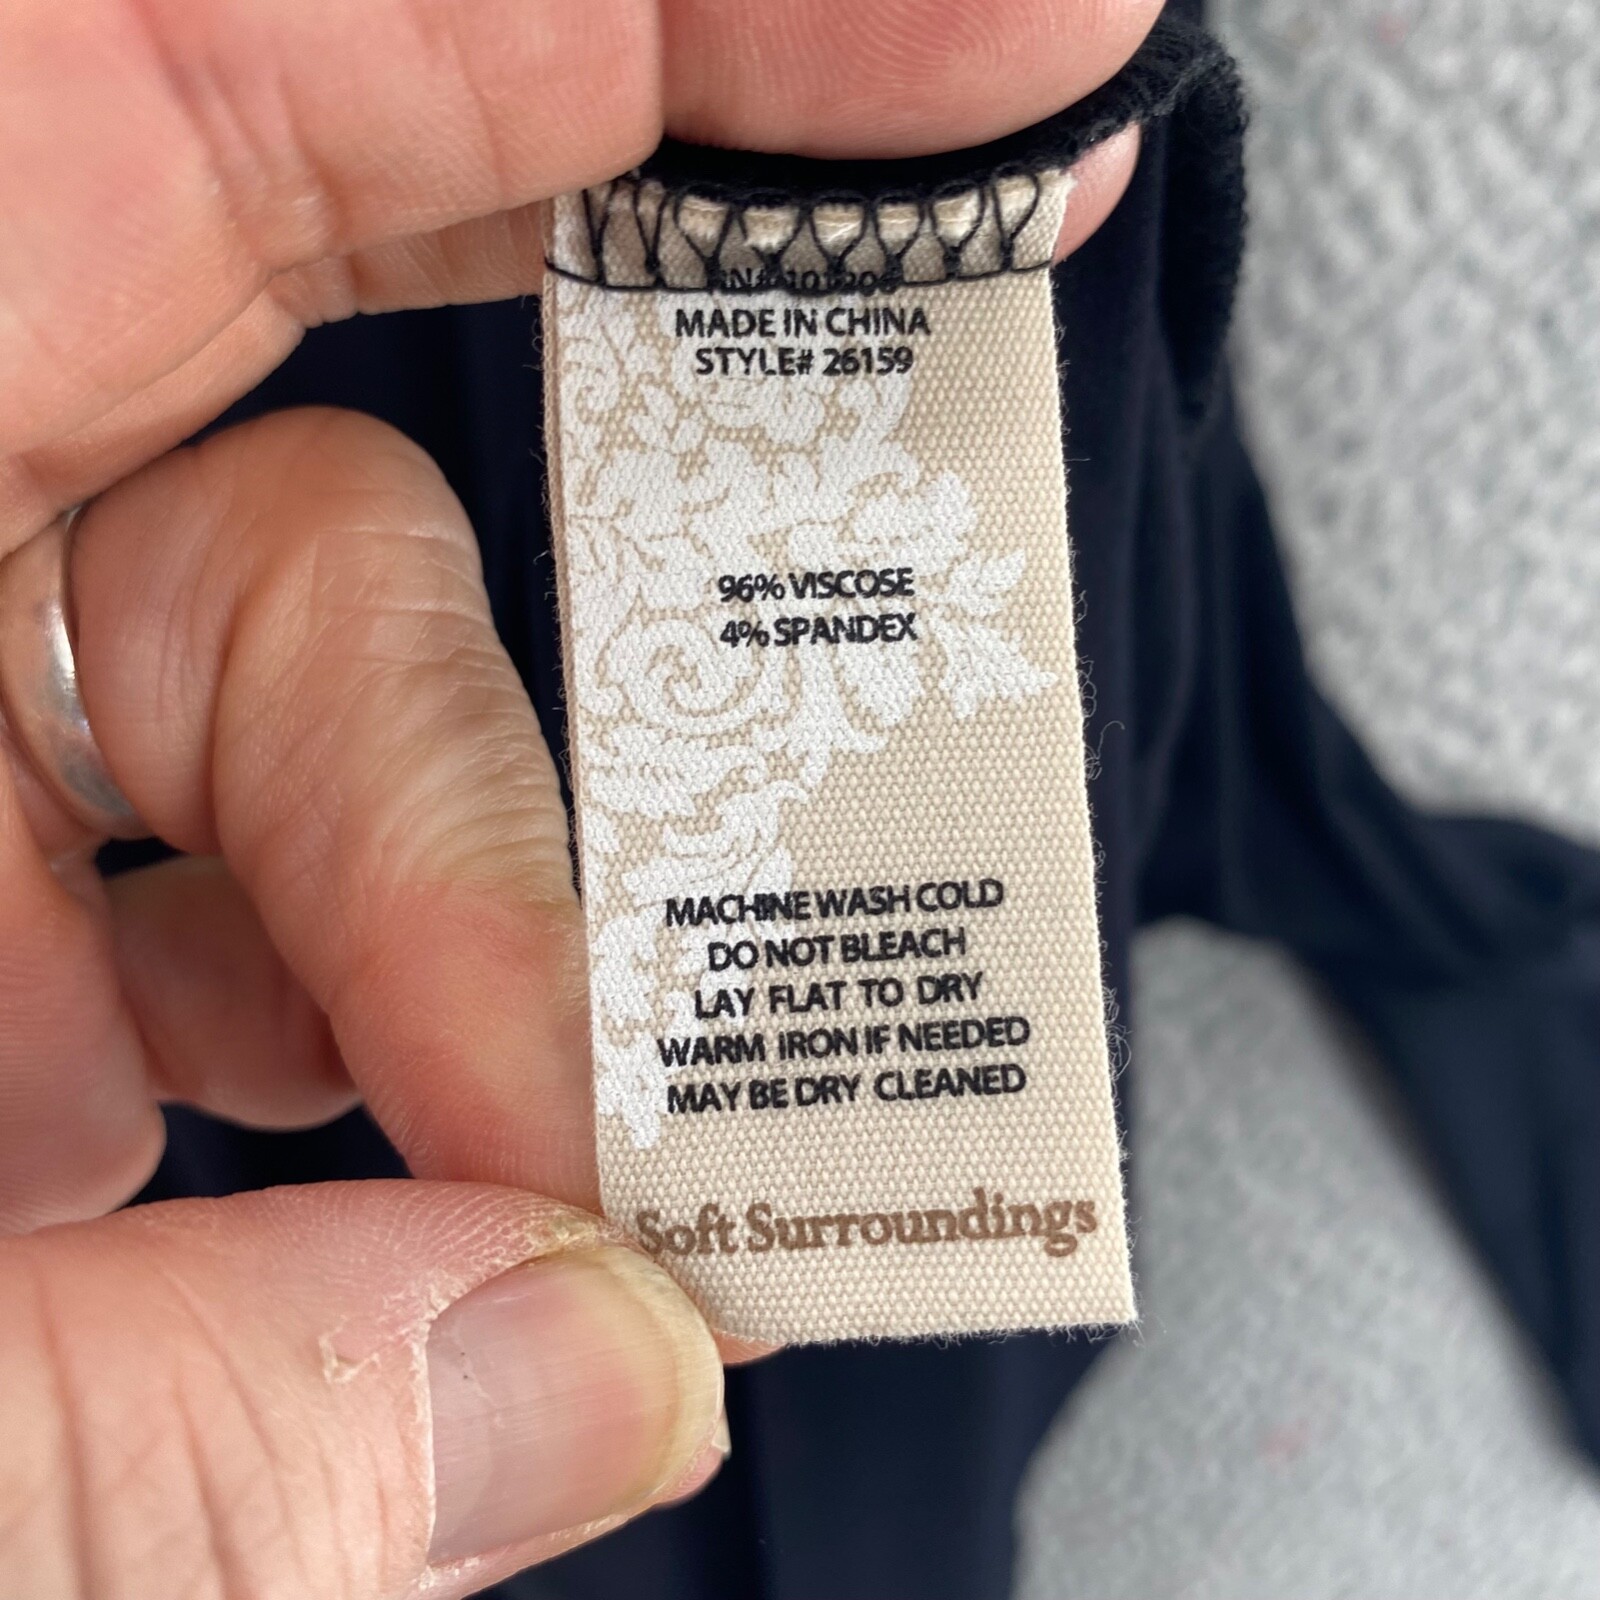 MADE IN CHINA
STYLE# 26159
96% VISCOSE
4% SPANDEX
MACHINE WASH COLD
DO NOT BLEACH
LAY FLAT TO DRY
WARM IRON IF NEEDED
MAY BE DRY CLEANED
Soft Surroundings